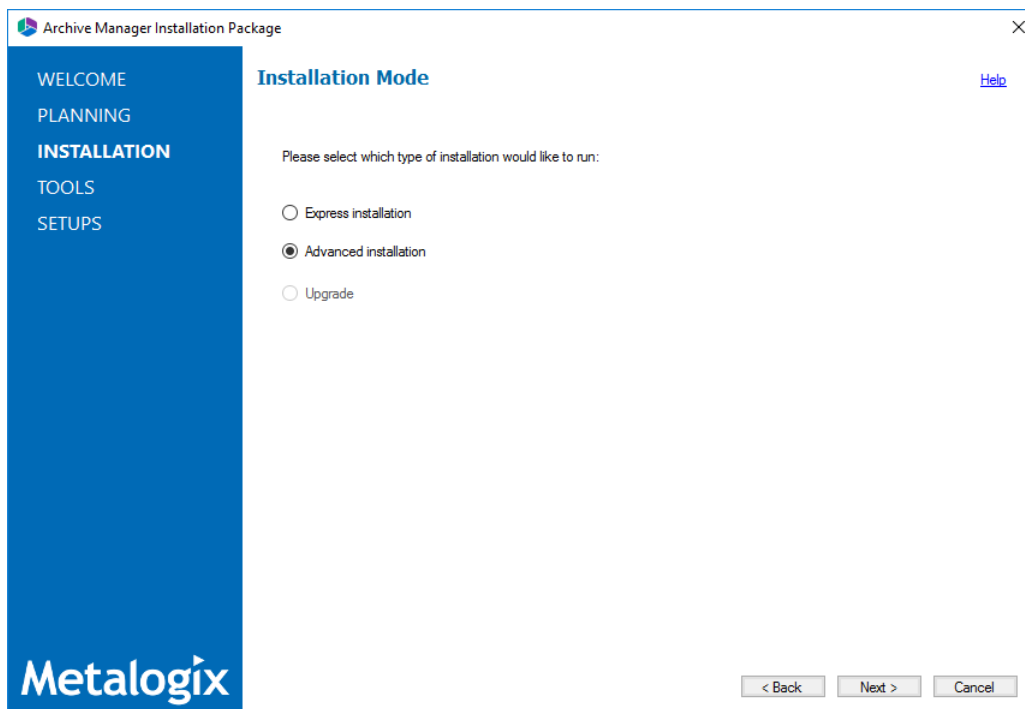 Archive Manager Installation Package
WELCOME
PLANNING
INSTALLATION
TOOLS
SETUPS
Installation Mode
Help
Please select which type of installation would like to run:
Express installation
Advanced installation
Upgrade
Metalogix
< Back
Next >
Cancel